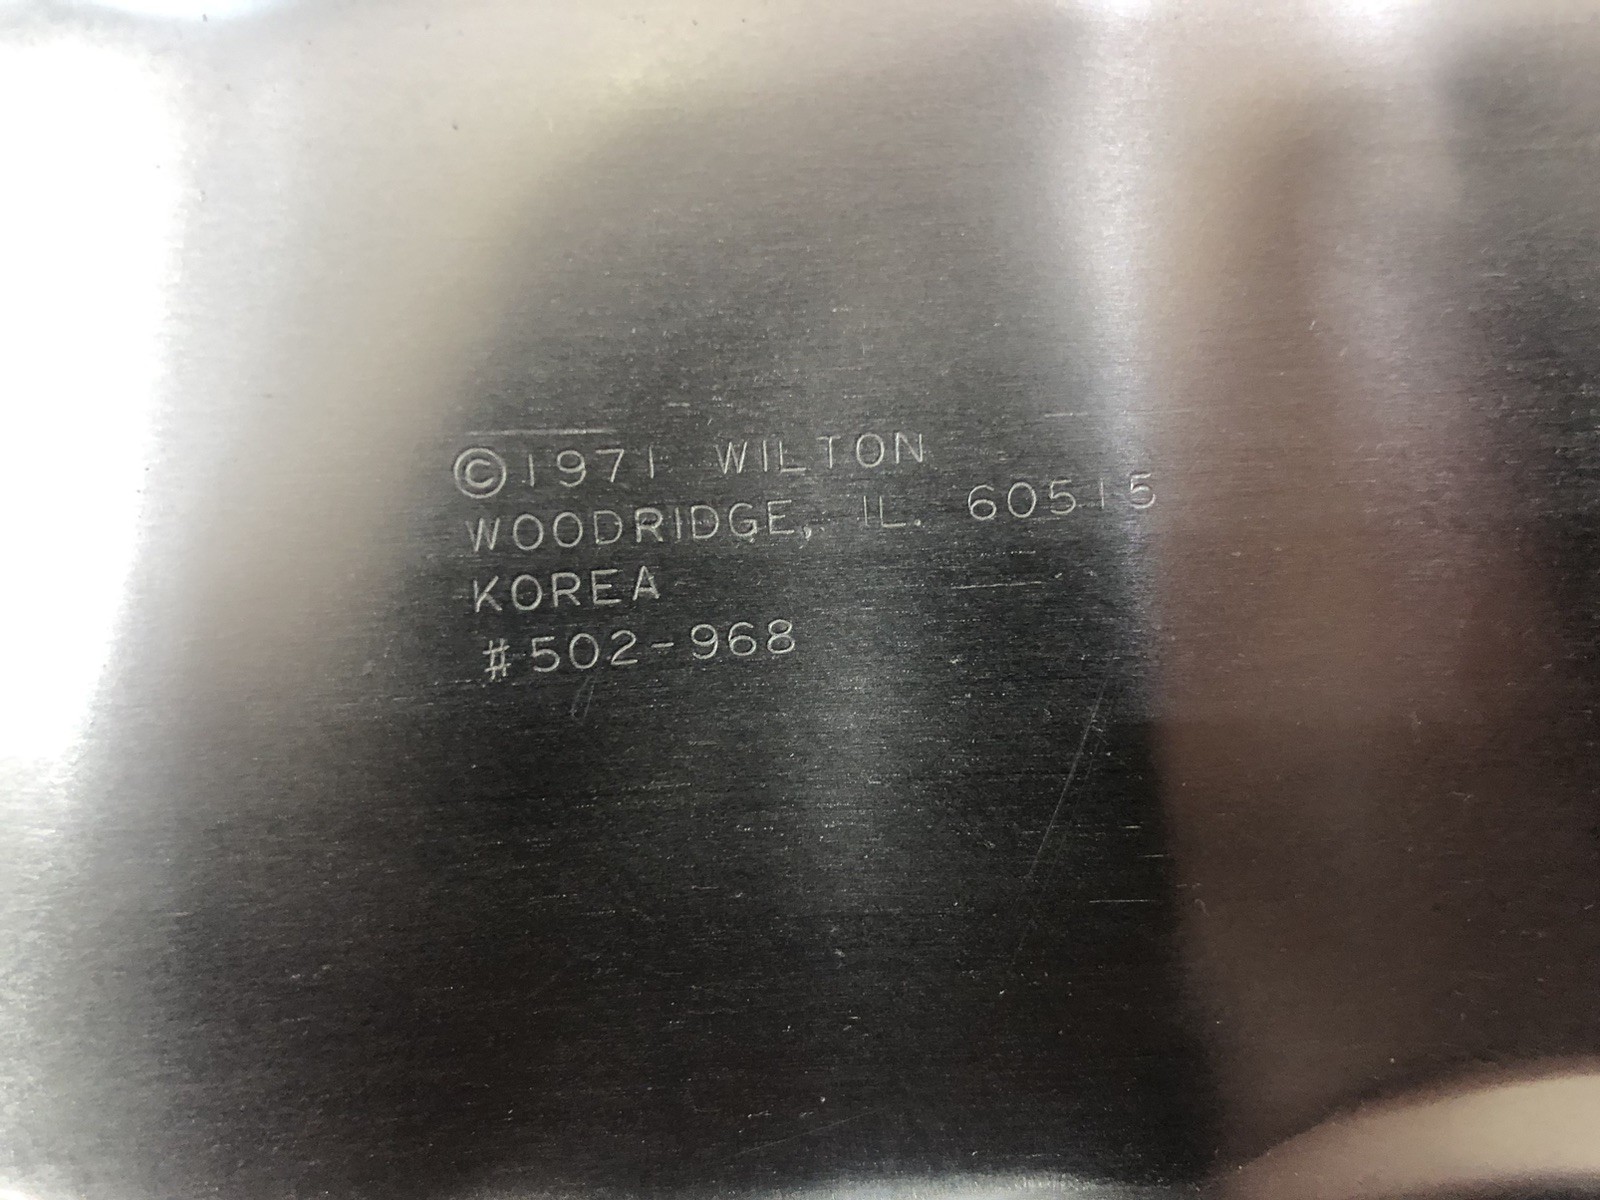 ©1971 WILTON
WOODRIDGE, IL. 60515
KOREA
#502-968